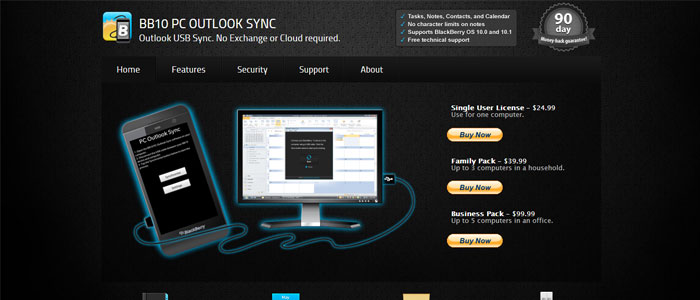 BB10 PC OUTLOOK SYNC
Outlook USB Sync. No Exchange or Cloud required.
Tasks, Notes, Contacts, and Calendar
No character limits on notes
Supports BlackBerry OS 10.0 and 10.1
Free technical support
90
day
Money back guarantee!
Home
Features
Security
Support
About
PC Outlook Sync
Settings
BlackBerry
Single User License – $24.99
Use for one computer.
Buy Now
Family Pack – $39.99
Up to 3 computers in a household.
Buy Now
Business Pack – $99.99
Up to 5 computers in an office.
Buy Now